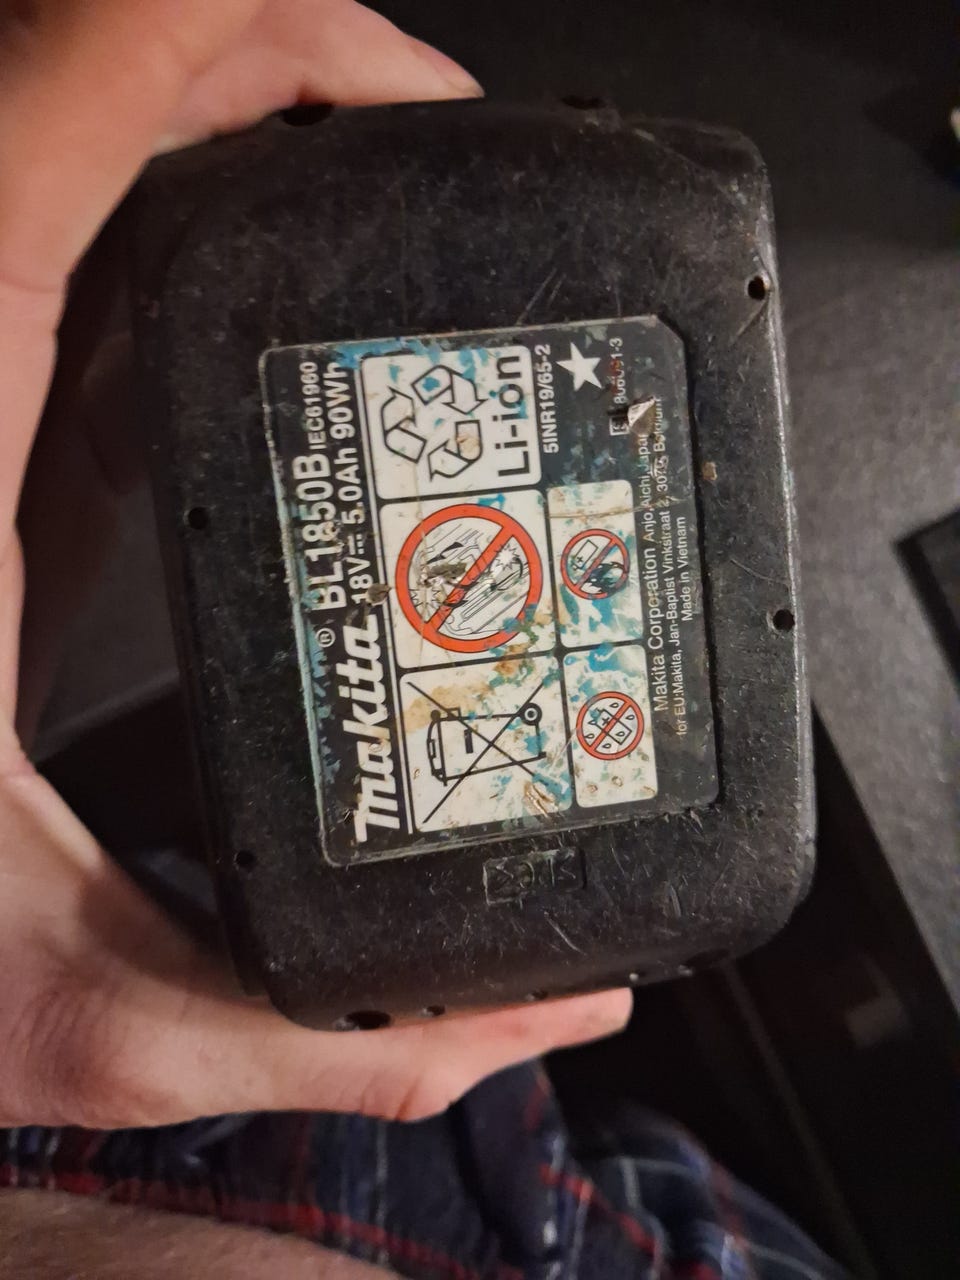 makita® BL1850B IEC61960
18V⎓ 5.0Ah 90Wh
Li-ion
5INR19/65-2
Makita Corporation Anjo, Aichi, Japan
for EU:Makita, Jan-Baptist Vinkstraat 2, 3070,
Made in Vietnam